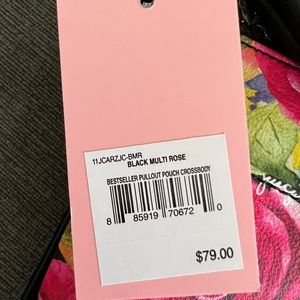 11JCARZJC-BMR
BLACK MULTI ROSE
BESTSELLER PULLOUT POUCH CROSSBODY
8 85919 70672 0
$79.00